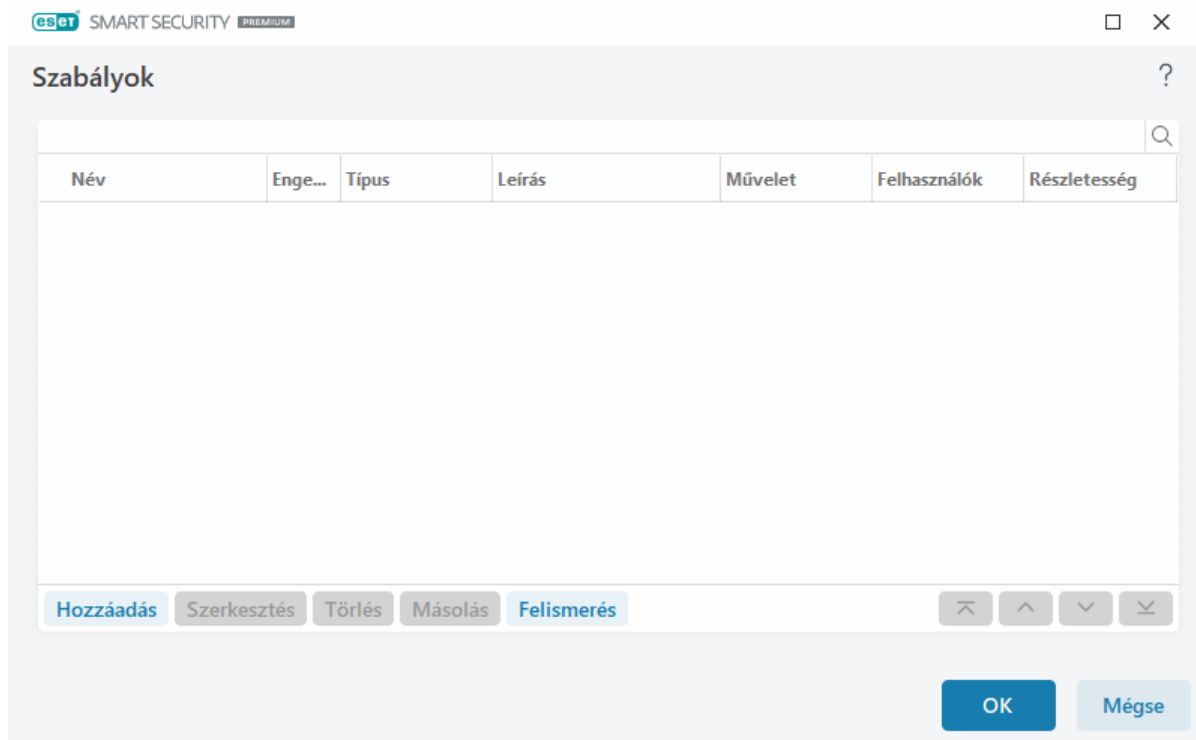 eset SMART SECURITY PREMIUM
Szabályok
?
Név Enge... Típus Leírás Művelet Felhasználók Részletesség
Hozzáadás Szerkesztés Törlés Másolás Felismerés
OK Mégse